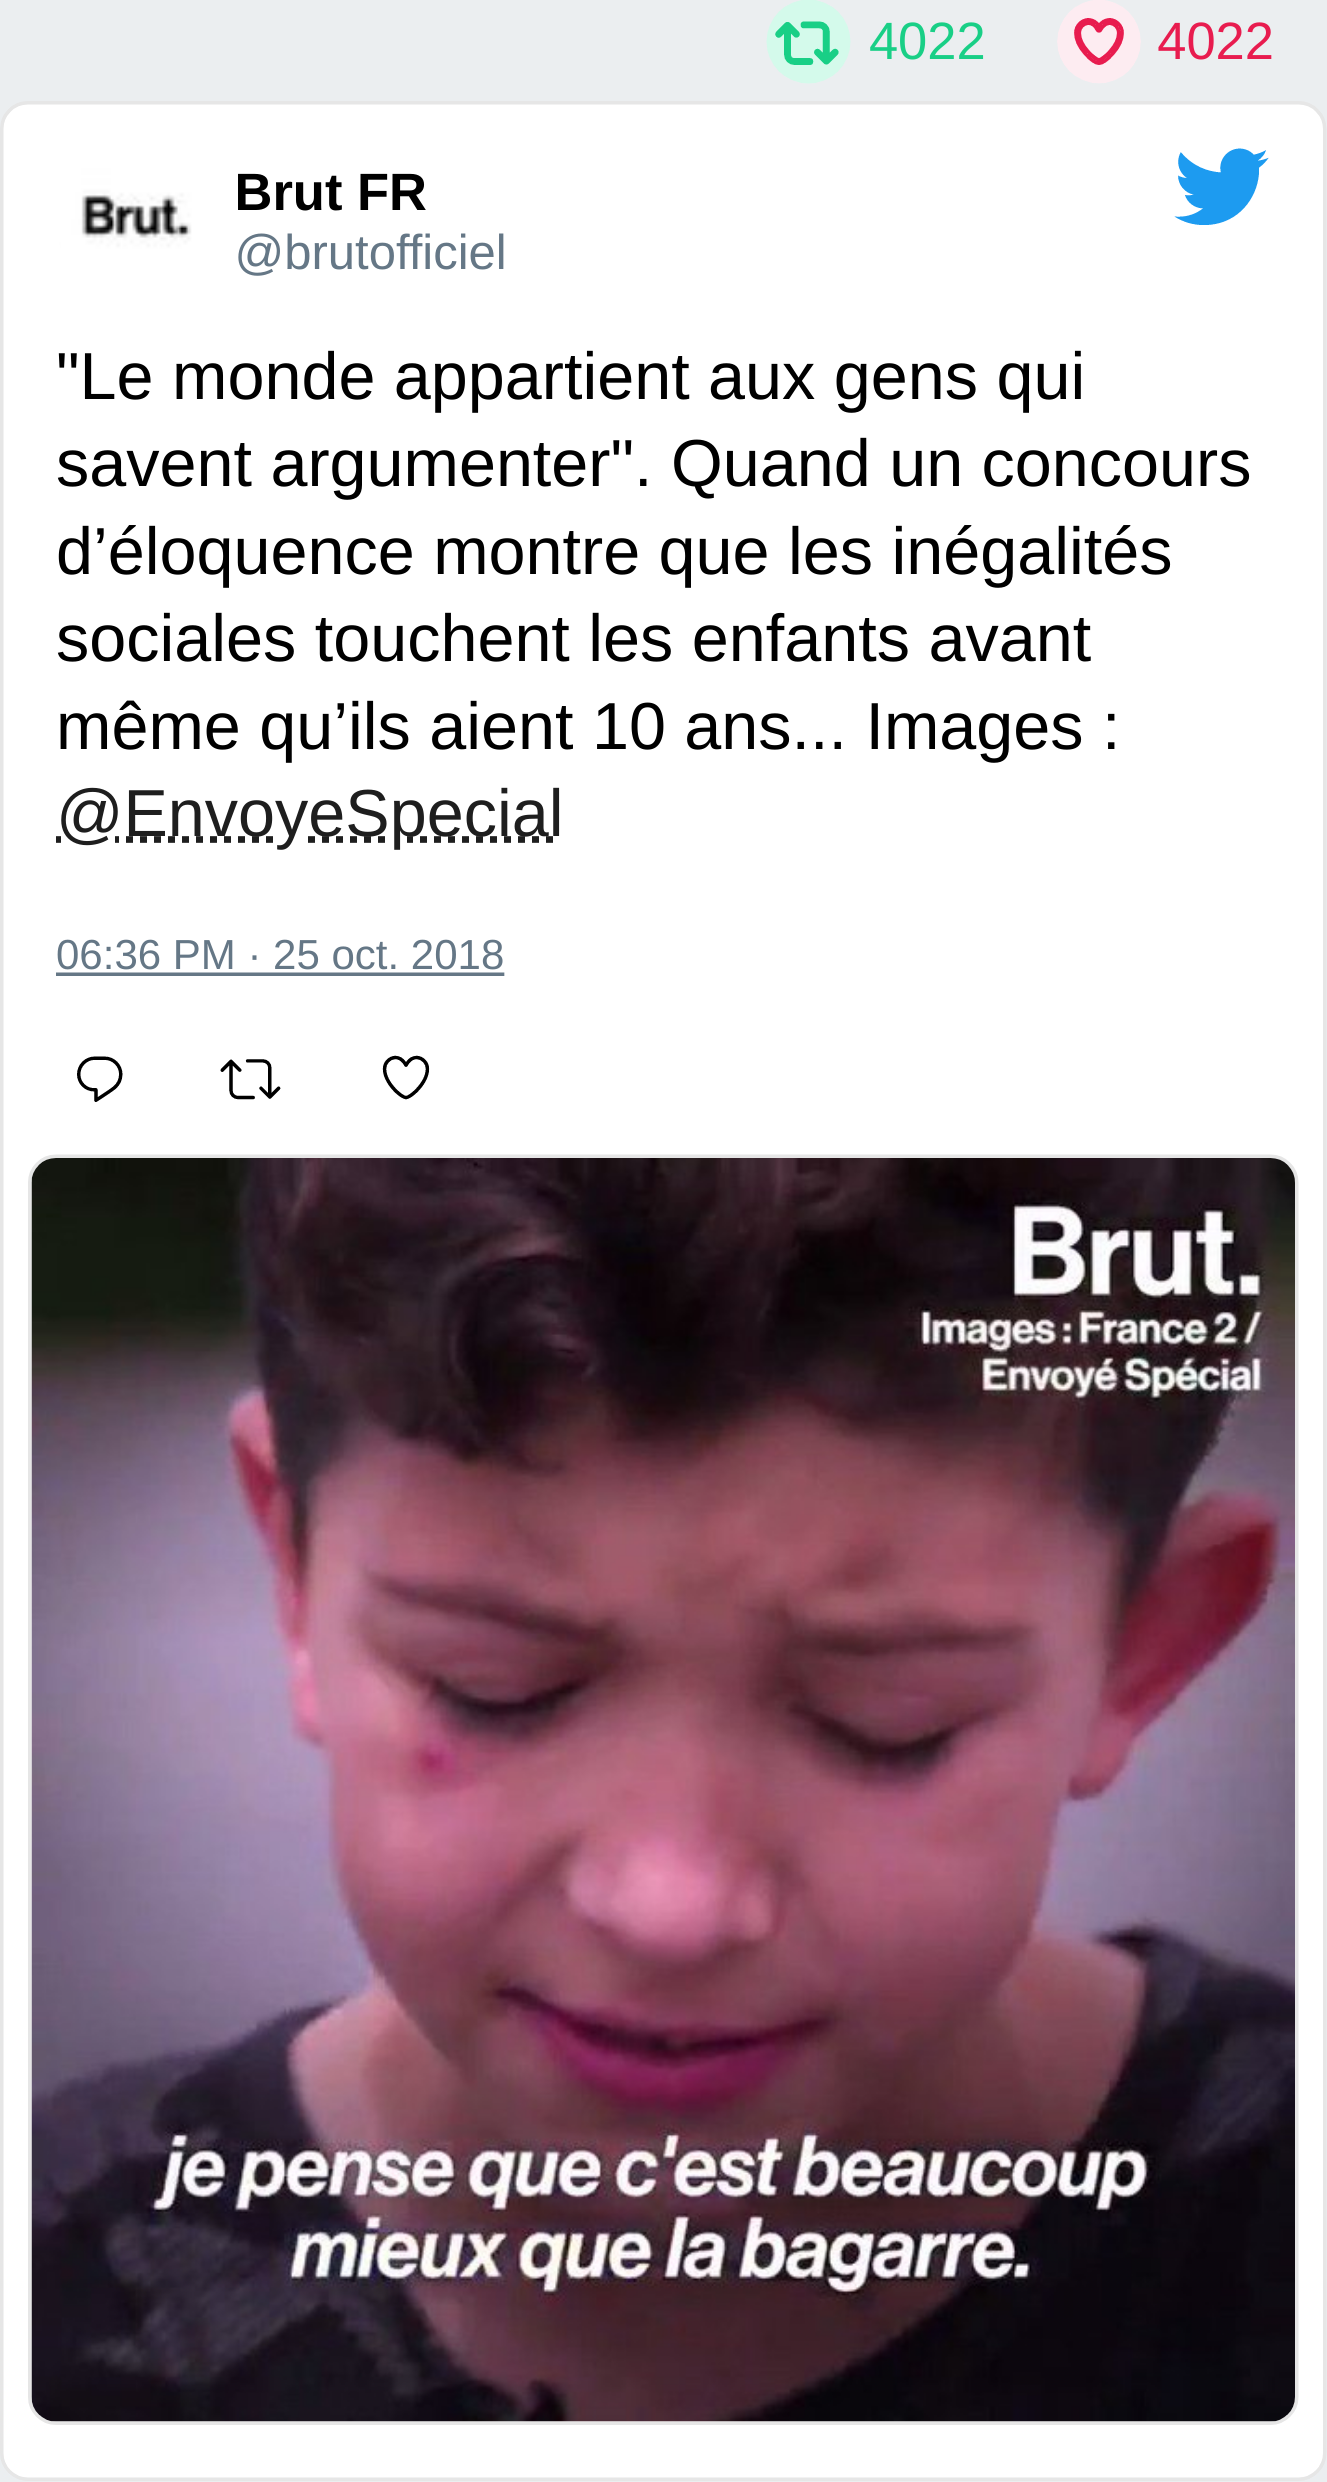 4022 4022
Brut.
Brut FR
@brutofficiel
"Le monde appartient aux gens qui
savent argumenter". Quand un concours
d’éloquence montre que les inégalités
sociales touchent les enfants avant
même qu’ils aient 10 ans... Images :
@EnvoyeSpecial
06:36 PM · 25 oct. 2018
Brut.
Images : France 2 /
Envoyé Spécial
je pense que c'est beaucoup
mieux que la bagarre.